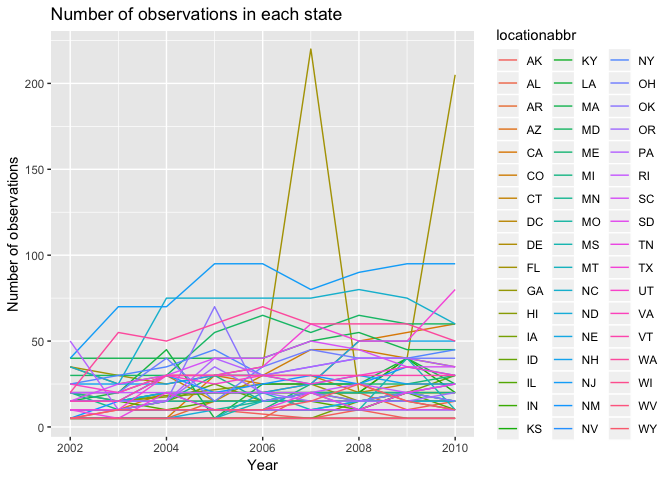 Number of observations in each state
locationabbr
AK KY NY
AL LA OH
AR MA OK
AZ MD OR
CA ME PA
CO MI RI
CT MN SC
DC MO SD
DE MS TN
FL MT TX
GA NC UT
HI ND VA
IA NE VT
ID NH WA
IL NJ WI
IN NM WV
KS NV WY
Number of observations
200
150
100
50
0
2002 2004 2006 2008 2010
Year